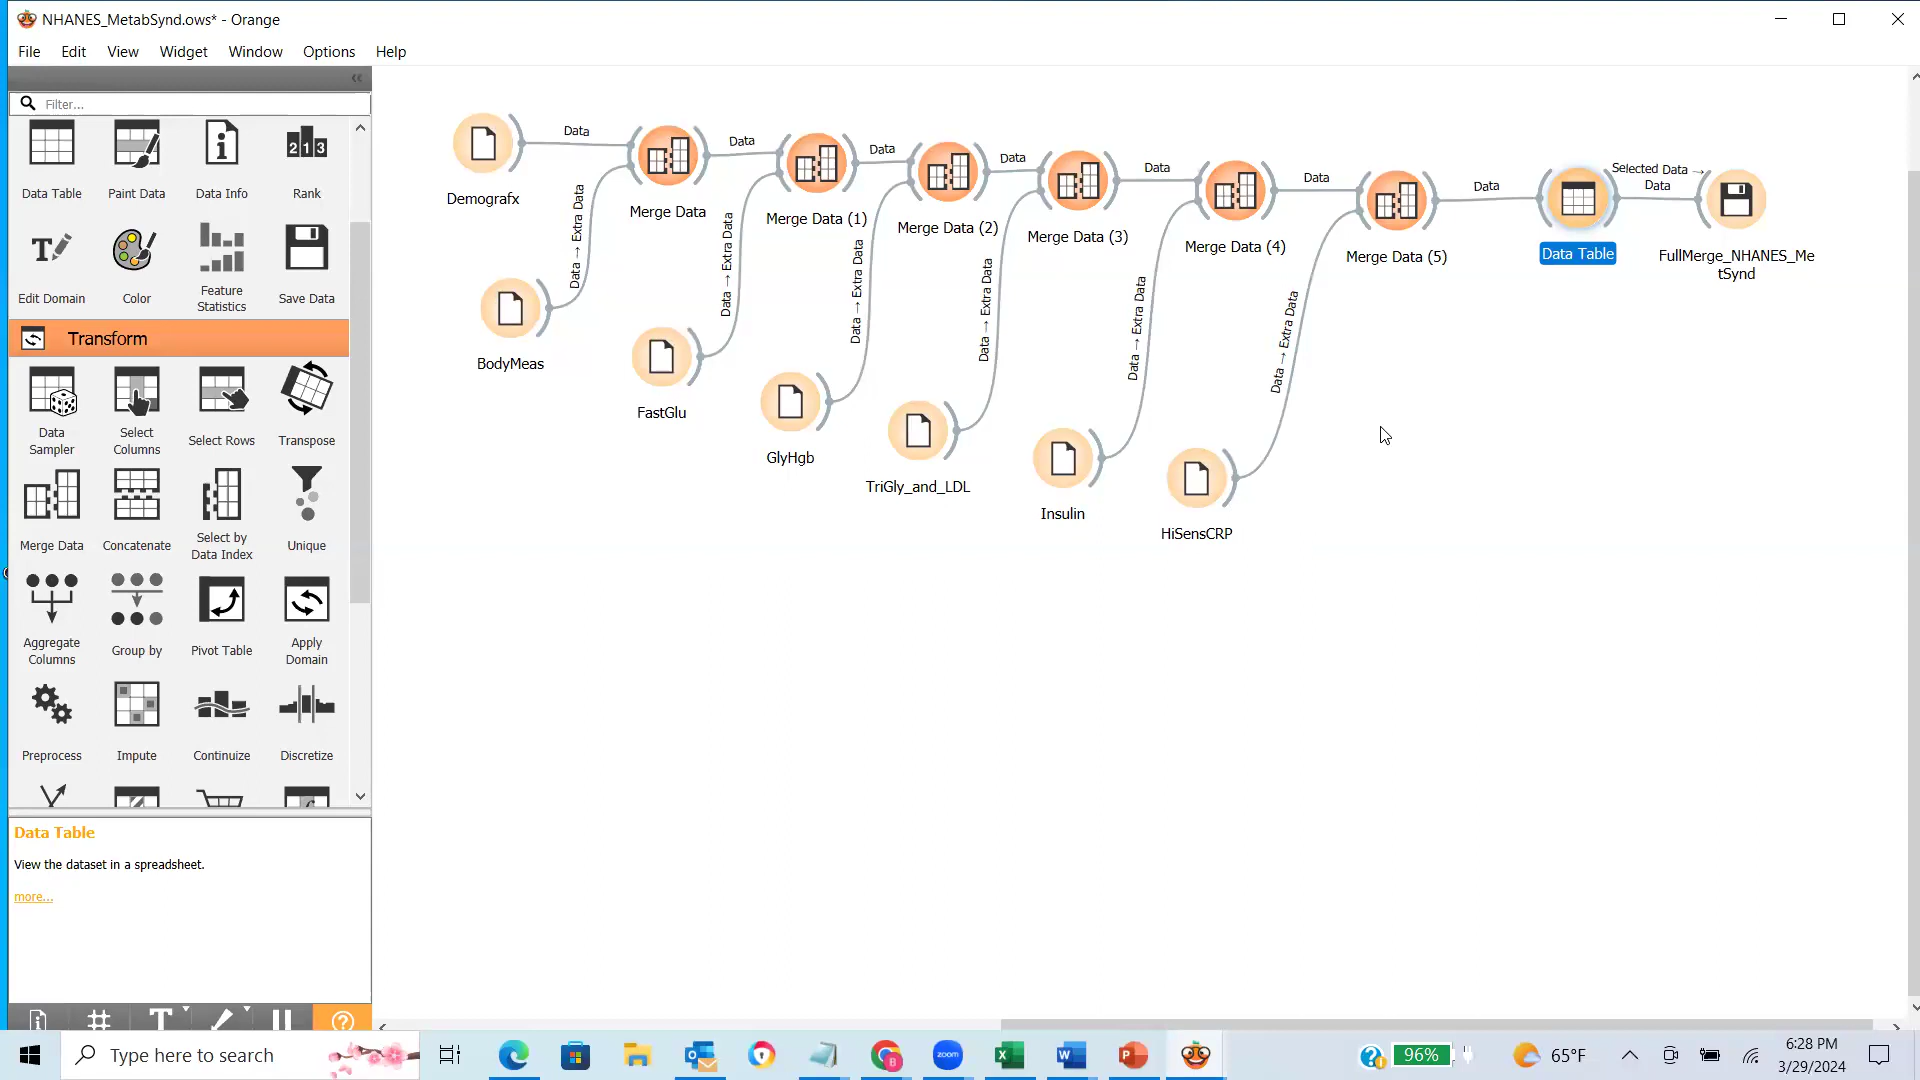 NHANES_MetabSynd.ows* - Orange
File Edit View Widget Window Options Help
Filter...
Data Table Paint Data Data Info Rank
Edit Domain Color Feature Statistics Save Data
Transform
Data Sampler Select Columns Select Rows Transpose
Merge Data Concatenate Select by Data Index Unique
Aggregate Columns Group by Pivot Table Apply Domain
Preprocess Impute Continuize Discretize
Data Table
View the dataset in a spreadsheet.
more...
Demografx
Data
Merge Data
Data
Merge Data (1)
Data
Merge Data (2)
Data
Merge Data (3)
Data
Merge Data (4)
Data
Merge Data (5)
Data
Data Table
Selected Data →
Data
FullMerge_NHANES_Me
tSynd
Data → Extra Data
Data → Extra Data
Data → Extra Data
Data → Extra Data
Data → Extra Data
Data → Extra Data
BodyMeas
FastGlu
GlyHgb
TriGly_and_LDL
Insulin
HiSensCRP
Type here to search
zoom
96%
65°F
6:28 PM
3/29/2024